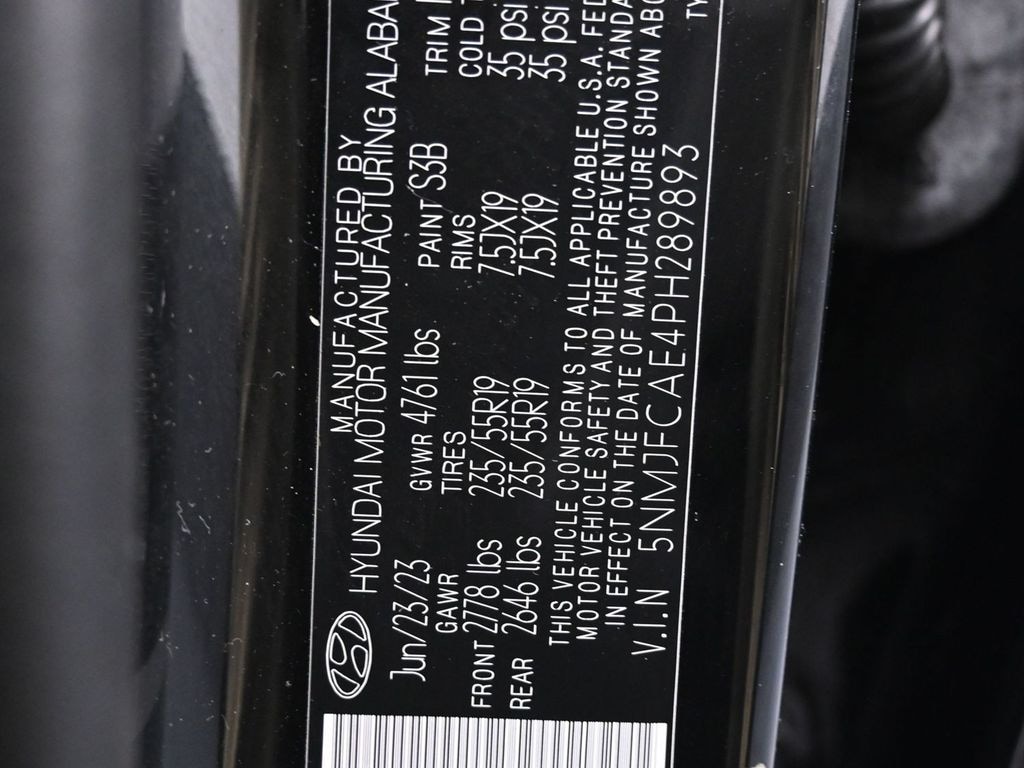 MANUFACTURED BY
HYUNDAI MOTOR MANUFACTURING ALABA
Jun/23/23 GVWR 4761 lbs PAINT S3B TRIM
GAWR TIRES RIMS COLD
FRONT 2778 lbs 235/55R19 7.5JX19 35 psi
REAR 2646 lbs 235/55R19 7.5JX19 35 psi
THIS VEHICLE CONFORMS TO ALL APPLICABLE U.S.A. FED
MOTOR VEHICLE SAFETY AND THEFT PREVENTION STANDA
IN EFFECT ON THE DATE OF MANUFACTURE SHOWN ABO
V.I.N 5NMJFCAE4PH289893 TY